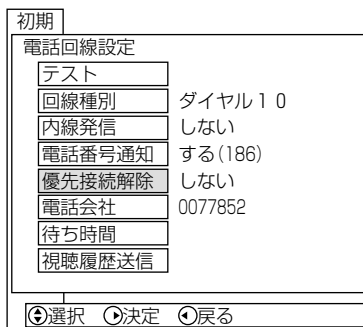 初期
電話回線設定
テスト
回線種別 ダイヤル１０
内線発信 しない
電話番号通知 する(186)
優先接続解除 しない
電話会社 0077852
待ち時間
視聴履歴送信
選択 決定 戻る